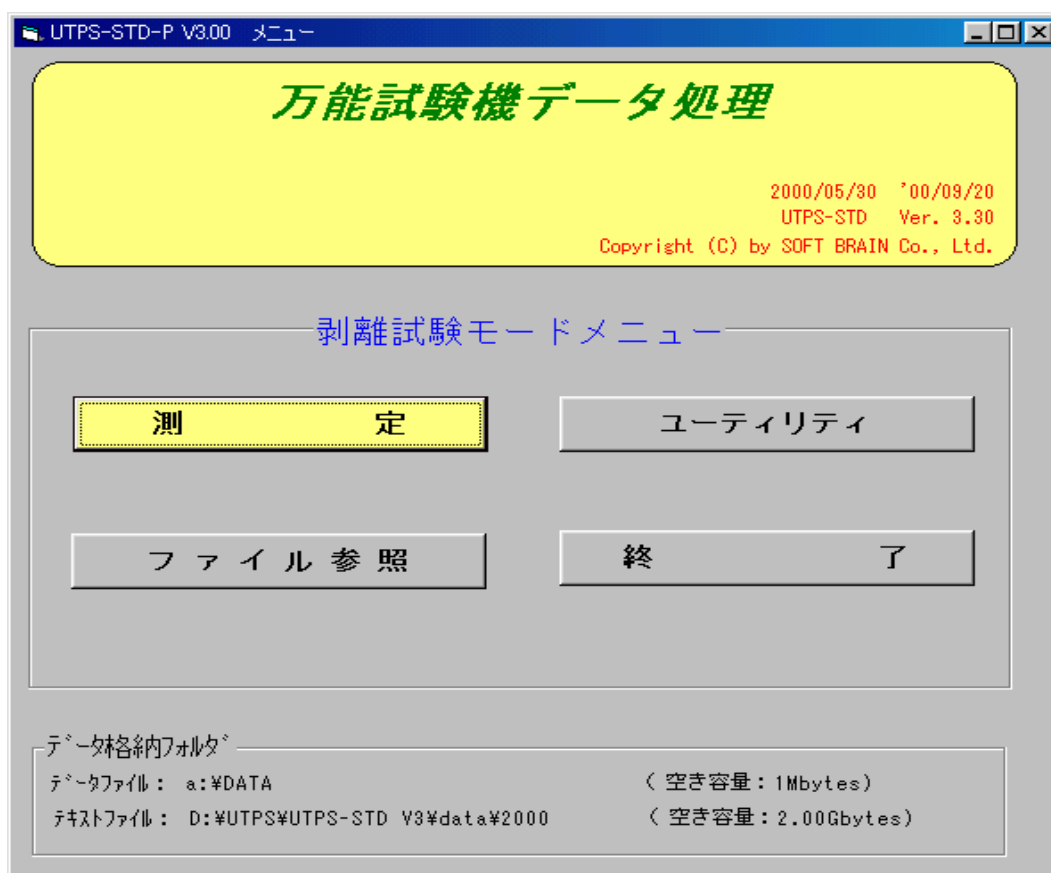 UTPS-STD-P V3.00 メニュー
万能試験機データ処理
2000/05/30 '00/09/20
UTPS-STD Ver. 3.30
Copyright (C) by SOFT BRAIN Co., Ltd.
剥離試験モードメニュー
測 定 ユーティリティ
ファイル参照 終 了
データ格納フォルダ
データファイル： a:¥DATA （ 空き容量：1Mbytes）
テキストファイル： D:¥UTPS¥UTPS-STD V3¥data¥2000 （ 空き容量：2.00Gbytes）